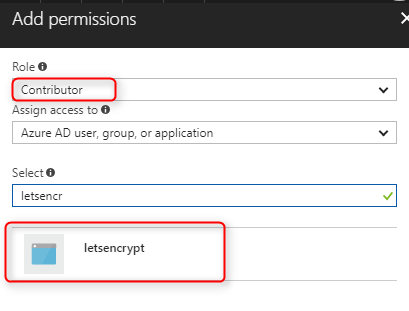 Add permissions
Role
Contributor
Assign access to
Azure AD user, group, or application
Select
letsencr
letsencrypt